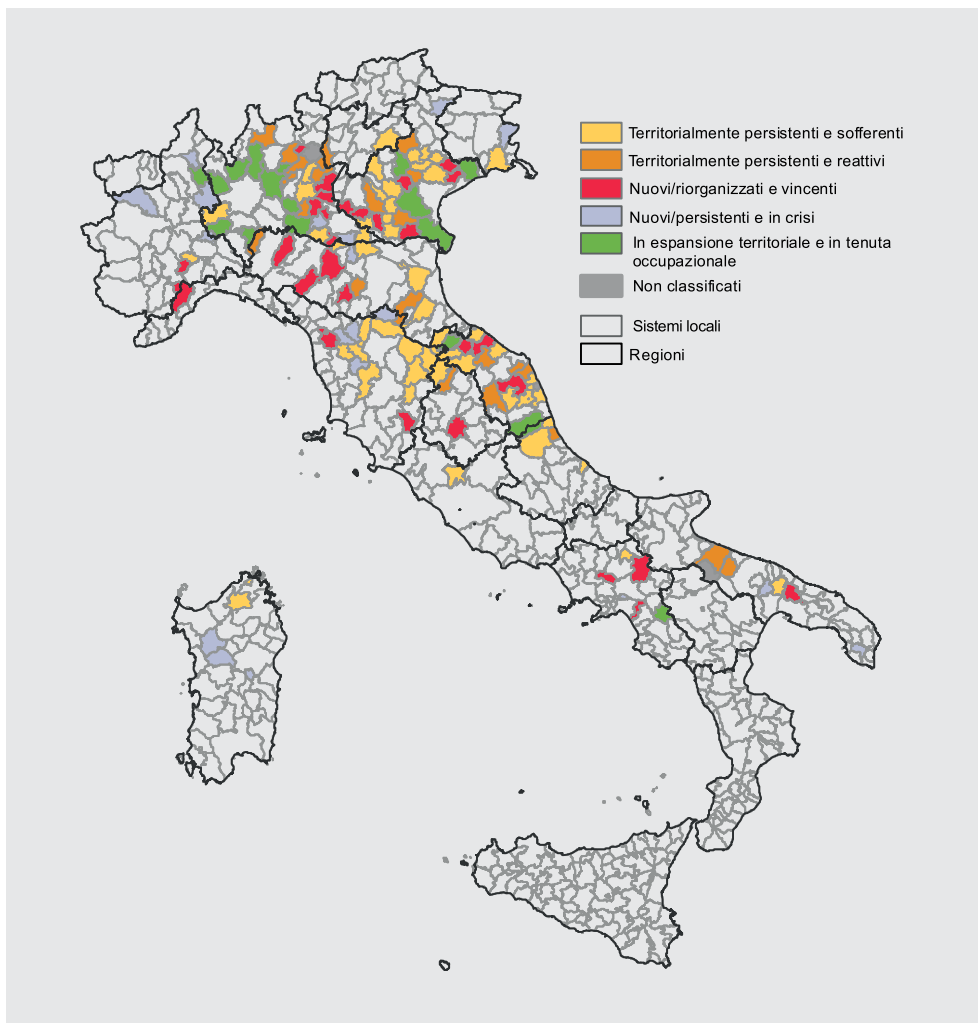 Territorialmente persistenti e sofferenti
Territorialmente persistenti e reattivi
Nuovi/riorganizzati e vincenti
Nuovi/persistenti e in crisi
In espansione territoriale e in tenuta
occupazionale
Non classificati
Sistemi locali
Regioni